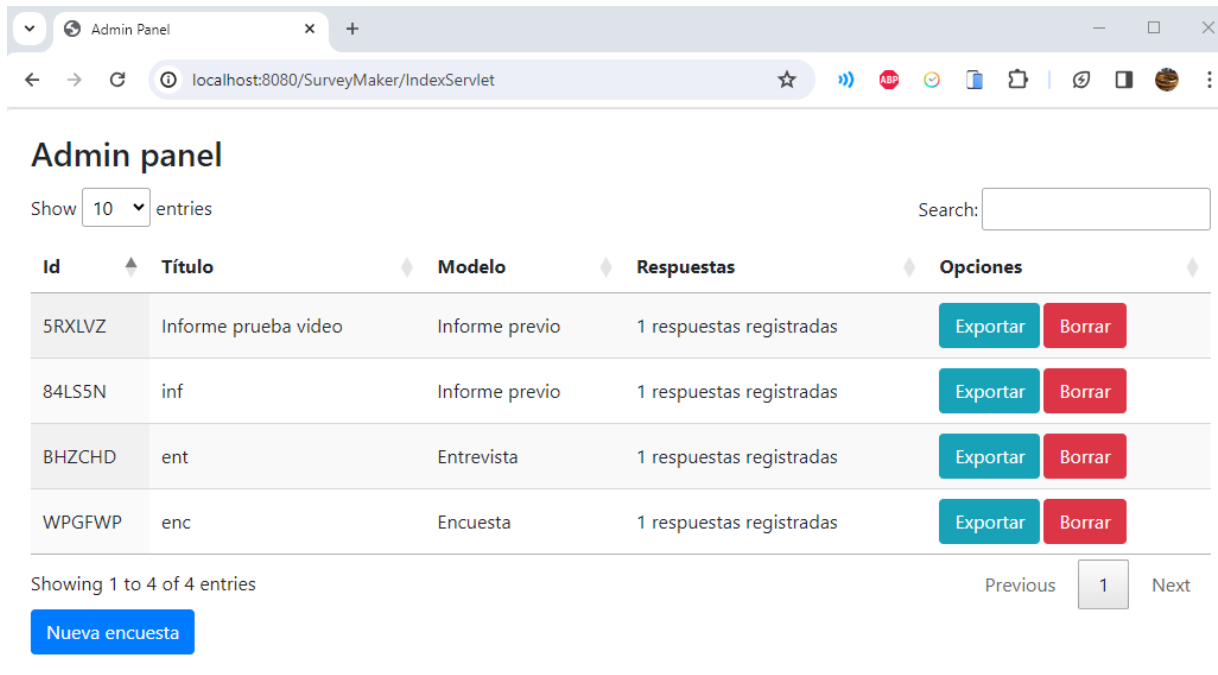 Admin Panel
localhost:8080/SurveyMaker/IndexServlet
ABP
Admin panel
Show 10 entries
Search:
Id Título Modelo Respuestas Opciones
5RXLVZ Informe prueba video Informe previo 1 respuestas registradas Exportar Borrar
84LS5N inf Informe previo 1 respuestas registradas Exportar Borrar
BHZCHD ent Entrevista 1 respuestas registradas Exportar Borrar
WPGFWP enc Encuesta 1 respuestas registradas Exportar Borrar
Showing 1 to 4 of 4 entries
Previous 1 Next
Nueva encuesta